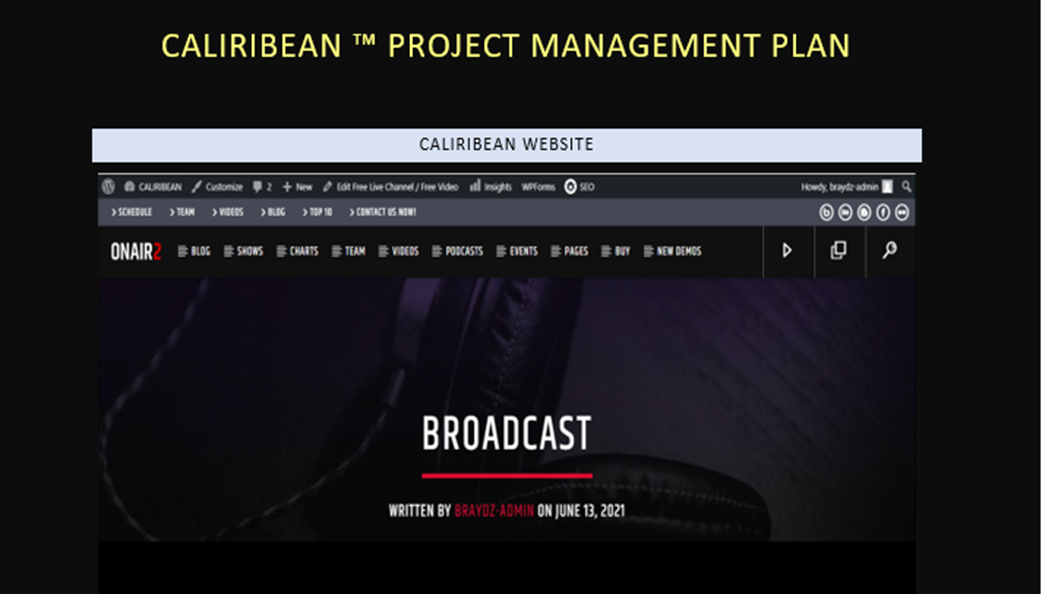 CALIRIBEAN ™ PROJECT MANAGEMENT PLAN
CALIRIBEAN WEBSITE
CALIRIBEAN Customize 2 New Edit Free Live Channel / Free Video Insights WPForms SEO Howdy, braydz-admin
> SCHEDULE > TEAM > VIDEOS > BLOG > TOP 10 > CONTACT US NOW!
ONAIR2 BLOG SHOWS CHARTS TEAM VIDEOS PODCASTS EVENTS PAGES BUY NEW DEMOS
BROADCAST
WRITTEN BY BRAYDZ-ADMIN ON JUNE 13, 2021